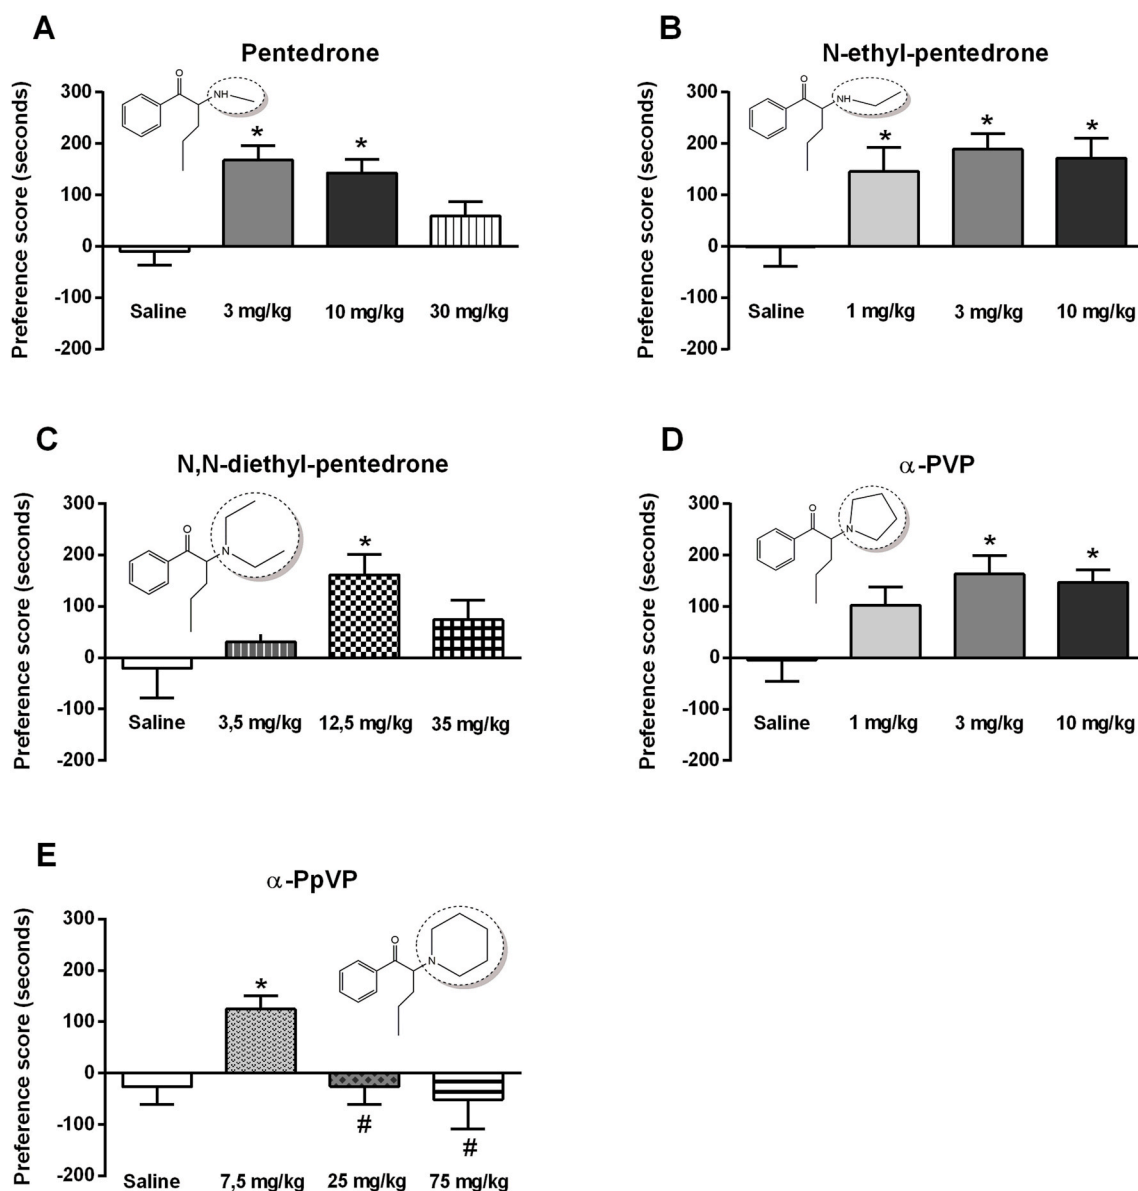 A
Pentedrone
Preference score (seconds)
300
200
100
0
-100
-200
O
NH
*
*
Saline
3 mg/kg
10 mg/kg
30 mg/kg
B
N-ethyl-pentedrone
Preference score (seconds)
300
200
100
0
-100
-200
O
NH
*
*
*
Saline
1 mg/kg
3 mg/kg
10 mg/kg
C
N,N-diethyl-pentedrone
Preference score (seconds)
300
200
100
0
-100
-200
O
N
*
Saline
3,5 mg/kg
12,5 mg/kg
35 mg/kg
D
α-PVP
Preference score (seconds)
300
200
100
0
-100
-200
O
N
*
*
Saline
1 mg/kg
3 mg/kg
10 mg/kg
E
α-PpVP
Preference score (seconds)
300
200
100
0
-100
-200
O
N
*
#
#
Saline
7,5 mg/kg
25 mg/kg
75 mg/kg